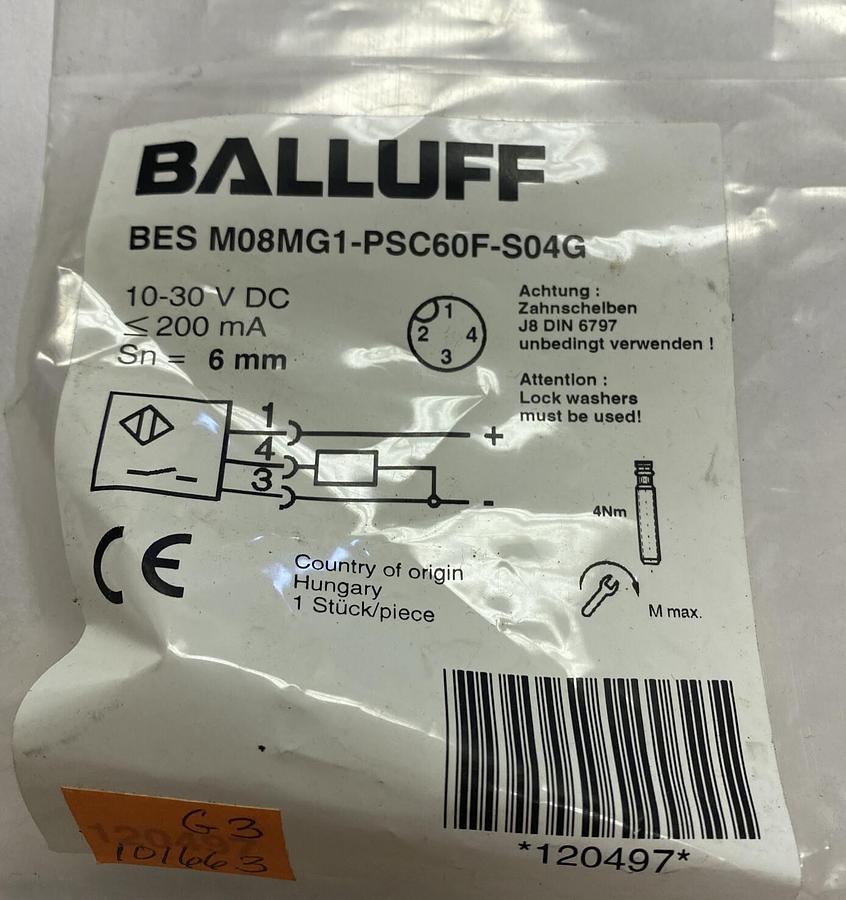 BALLUFF
BES M08MG1-PSC60F-S04G
10-30 V DC
≤ 200 mA
Sn = 6 mm
1
2 4
3
Achtung :
Zahnscheiben
J8 DIN 6797
unbedingt verwenden !
Attention :
Lock washers
must be used!
1
+
4
3
-
4Nm
M max.
CE
Country of origin
Hungary
1 Stück/piece
*120497*
G3
120497
101663